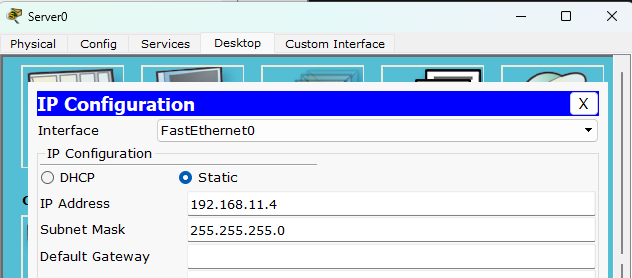 Server0
Physical Config Services Desktop Custom Interface
IP Configuration X
Interface FastEthernet0
IP Configuration
DHCP Static
IP Address 192.168.11.4
Subnet Mask 255.255.255.0
Default Gateway